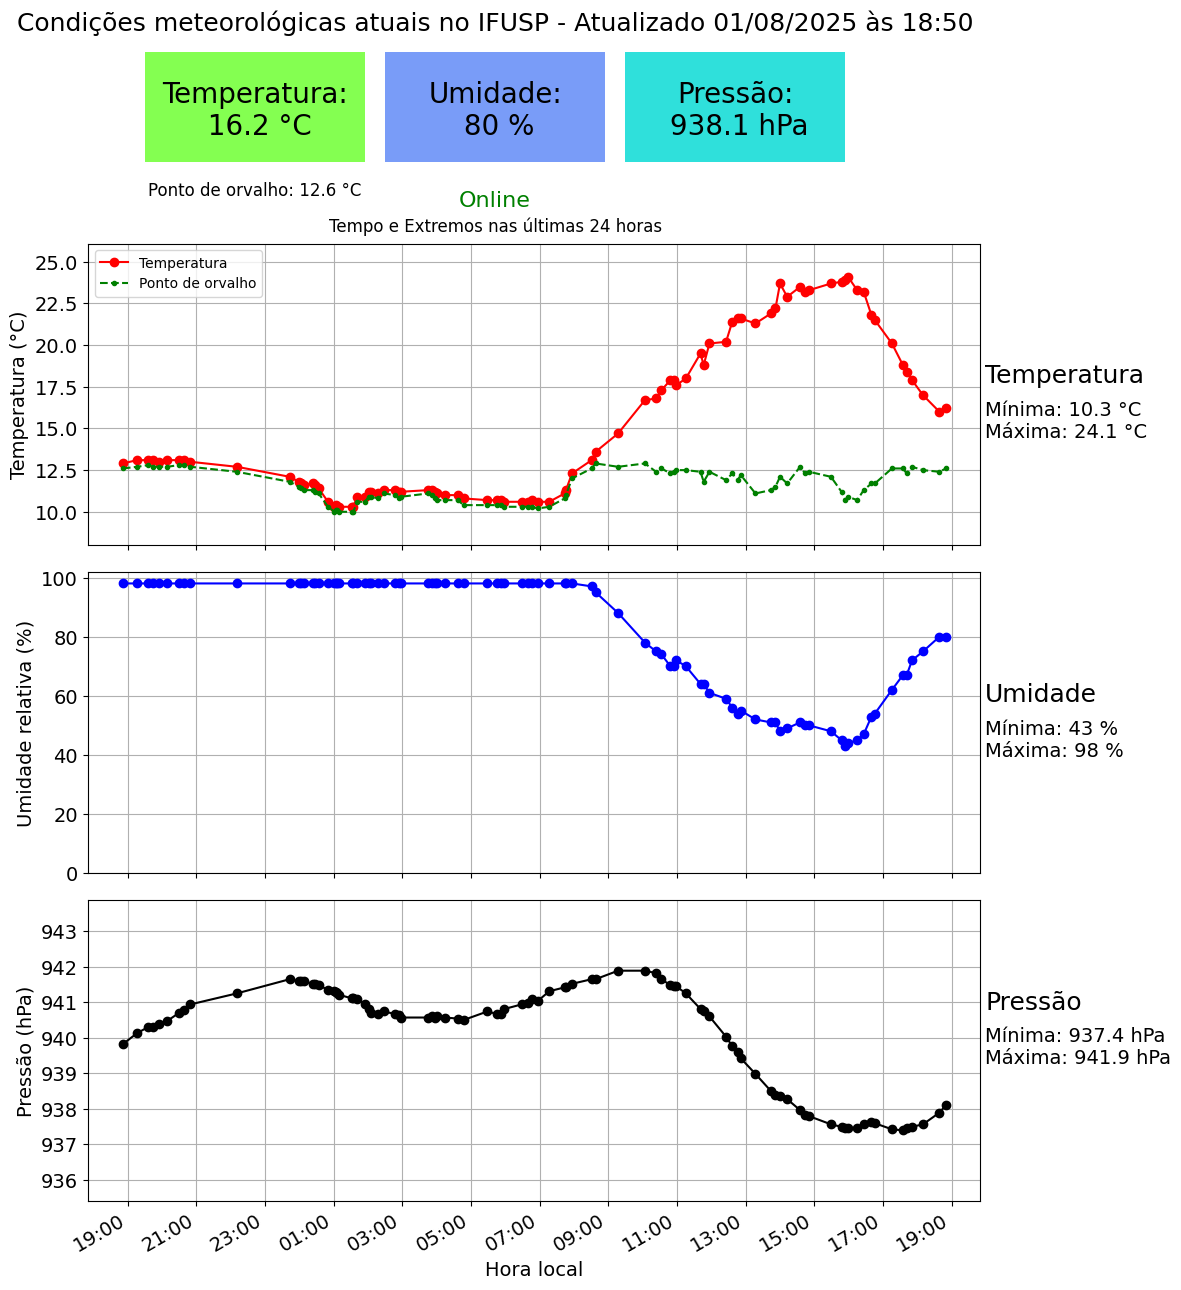 Condições meteorológicas atuais no IFUSP - Atualizado 01/08/2025 às 18:50
Temperatura:
16.2 °C
Umidade:
80 %
Pressão:
938.1 hPa
Ponto de orvalho: 12.6 °C
Online
Tempo e Extremos nas últimas 24 horas
Temperatura
Ponto de orvalho
Temperatura (°C)
25.0
22.5
20.0
17.5
15.0
12.5
10.0
Temperatura
Mínima: 10.3 °C
Máxima: 24.1 °C
Umidade relativa (%)
100
80
60
40
20
0
Umidade
Mínima: 43 %
Máxima: 98 %
Pressão (hPa)
943
942
941
940
939
938
937
936
Pressão
Mínima: 937.4 hPa
Máxima: 941.9 hPa
19:00 21:00 23:00 01:00 03:00 05:00 07:00 09:00 11:00 13:00 15:00 17:00 19:00
Hora local